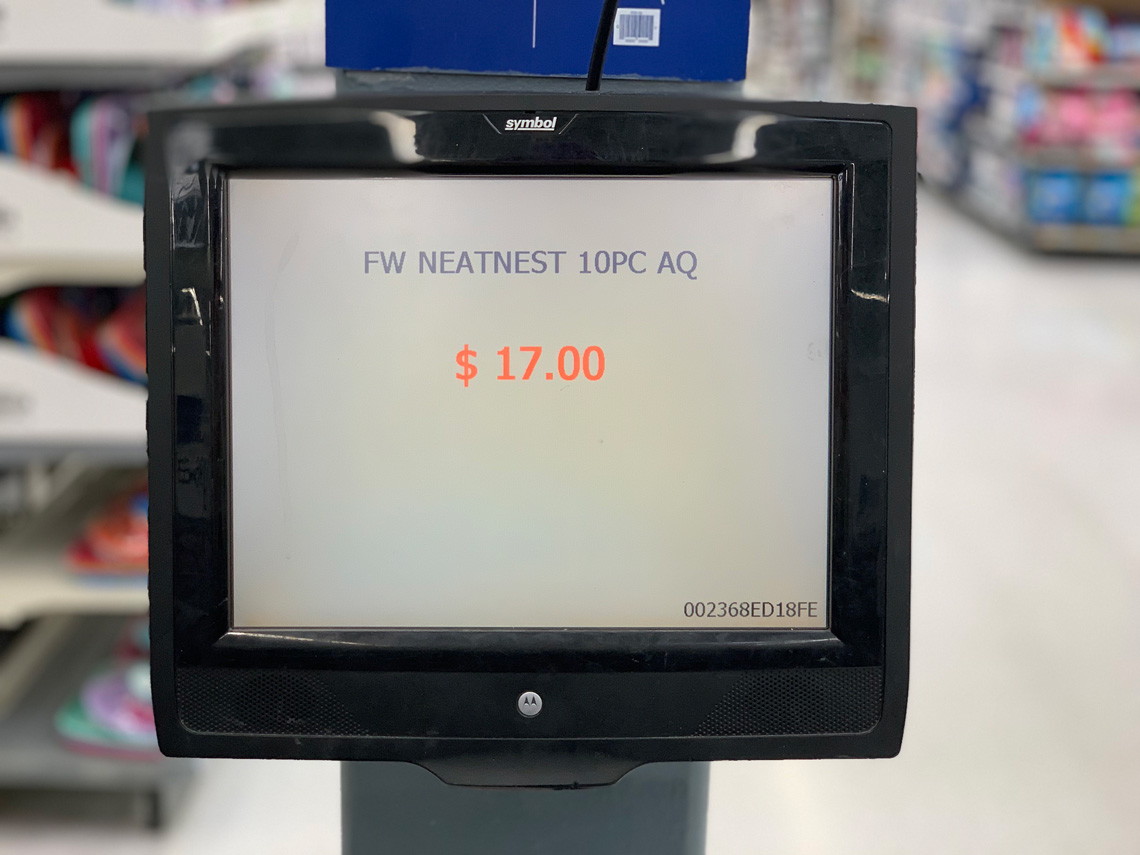 symbol
FW NEATNEST 10PC AQ
$ 17.00
002368ED18FE